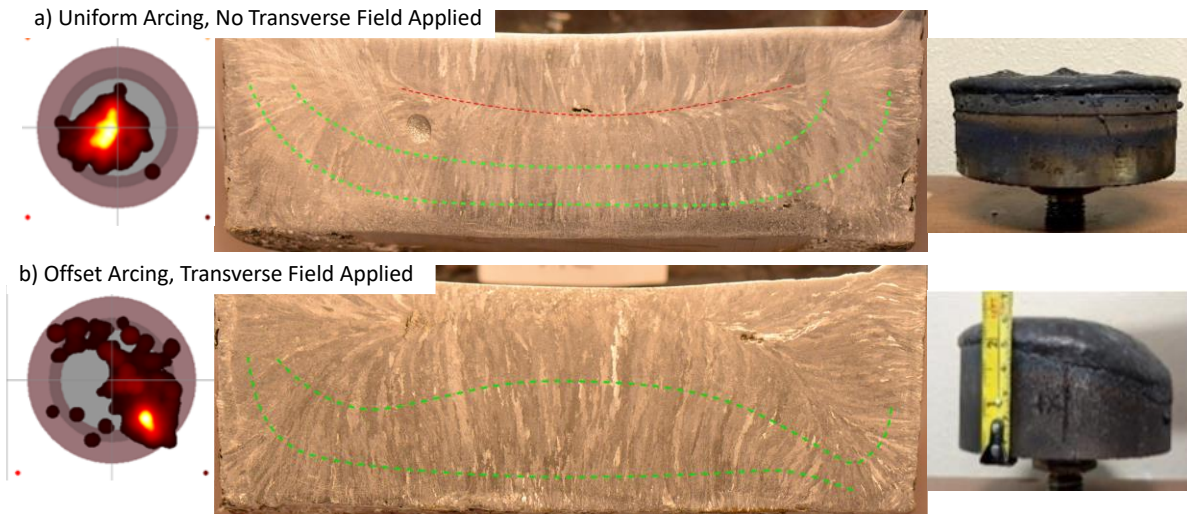 a) Uniform Arcing, No Transverse Field Applied
b) Offset Arcing, Transverse Field Applied